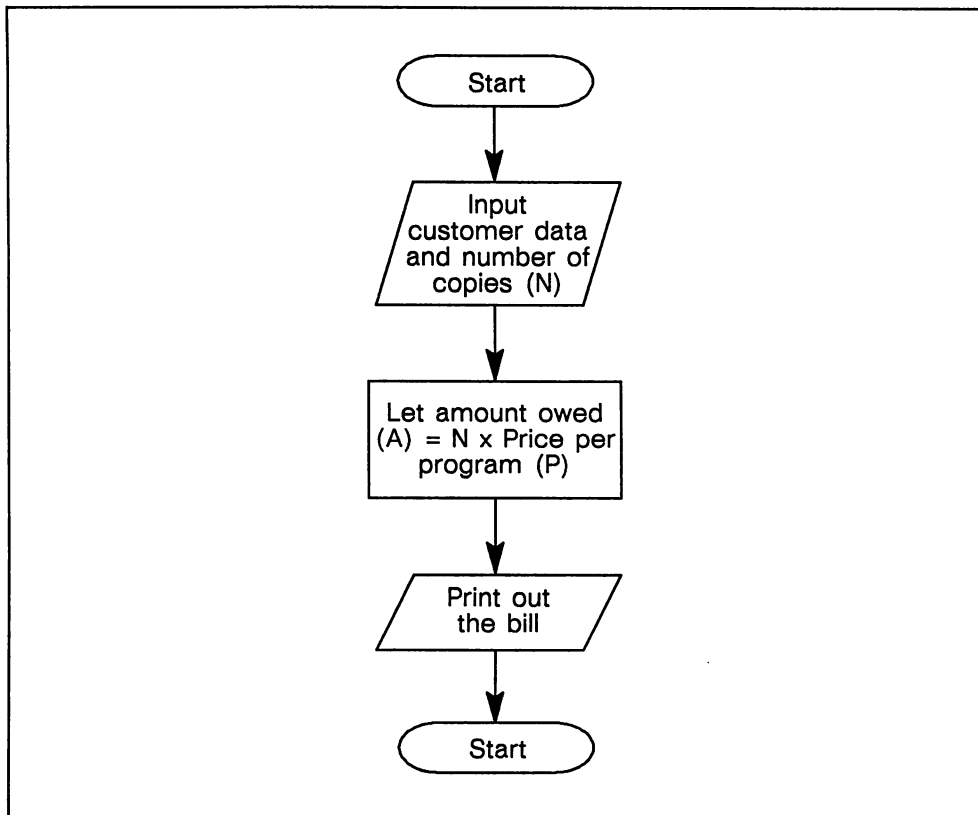 Start
Input
customer data
and number of
copies (N)
Let amount owed
(A) = N x Price per
program (P)
Print out
the bill
Start